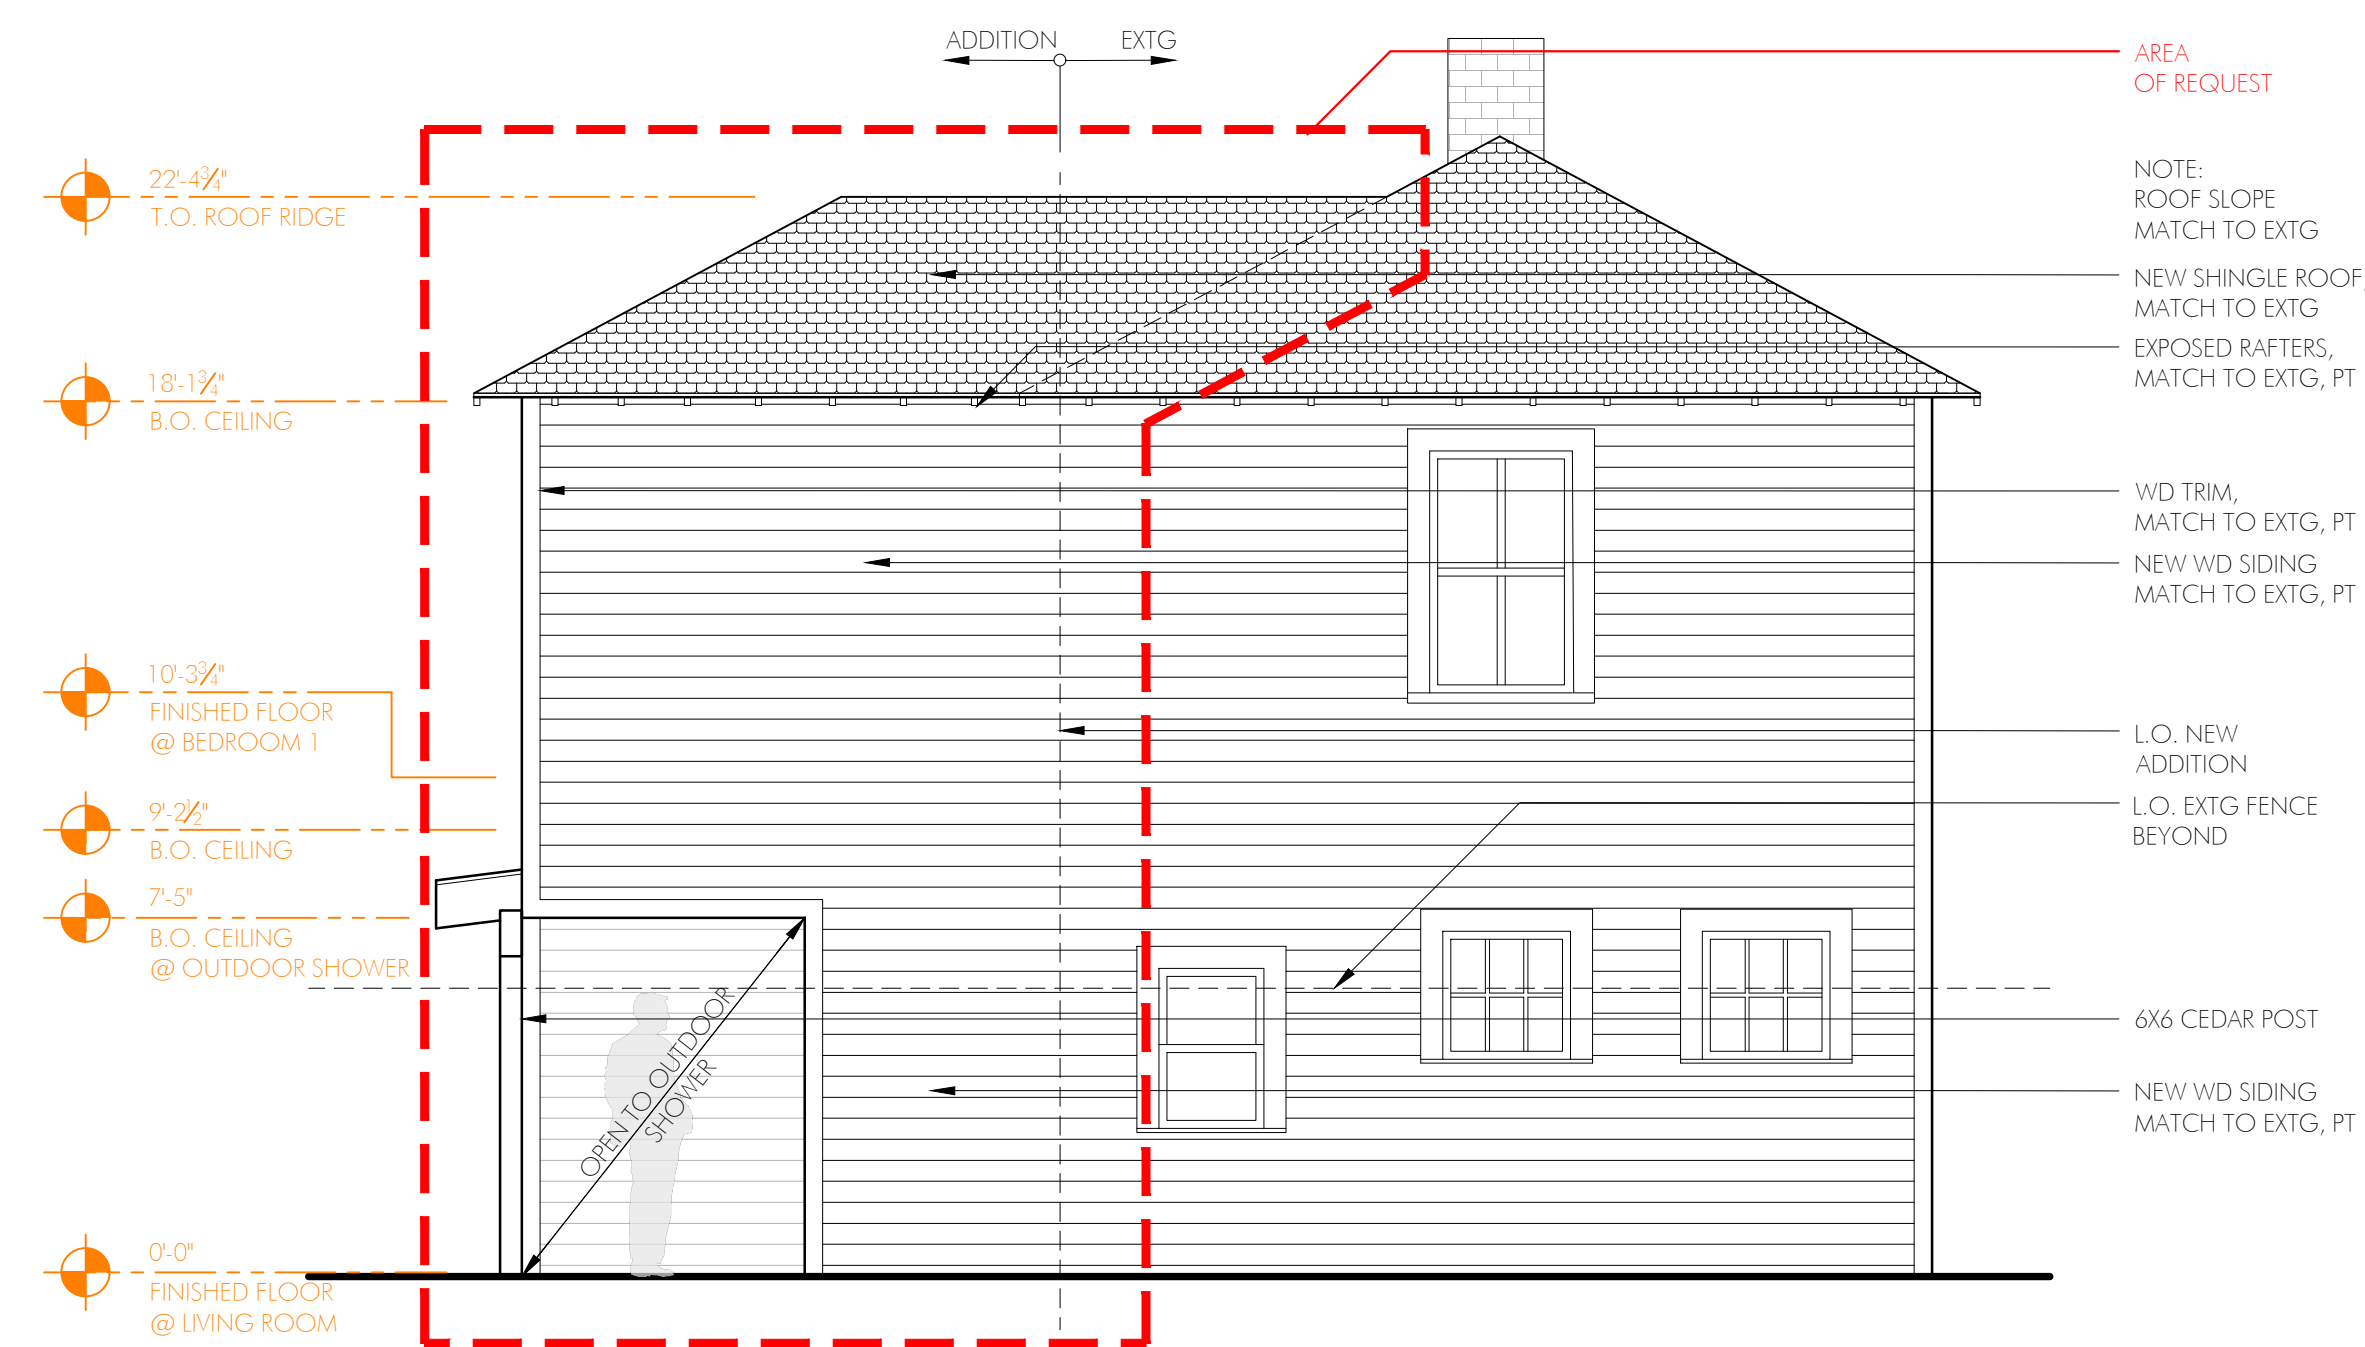 ADDITION EXTG
AREA
OF REQUEST
22'-4¾"
T.O. ROOF RIDGE
NOTE:
ROOF SLOPE
MATCH TO EXTG
NEW SHINGLE ROOF,
MATCH TO EXTG
EXPOSED RAFTERS,
MATCH TO EXTG, PT
18'-1¾"
B.O. CEILING
WD TRIM,
MATCH TO EXTG, PT
NEW WD SIDING
MATCH TO EXTG, PT
10'-3¾"
FINISHED FLOOR
@ BEDROOM 1
L.O. NEW
ADDITION
9'-2½"
B.O. CEILING
L.O. EXTG FENCE
BEYOND
7'-5"
B.O. CEILING
@ OUTDOOR SHOWER
OPEN TO OUTDOOR
SHOWER
6X6 CEDAR POST
NEW WD SIDING
MATCH TO EXTG, PT
0'-0"
FINISHED FLOOR
@ LIVING ROOM